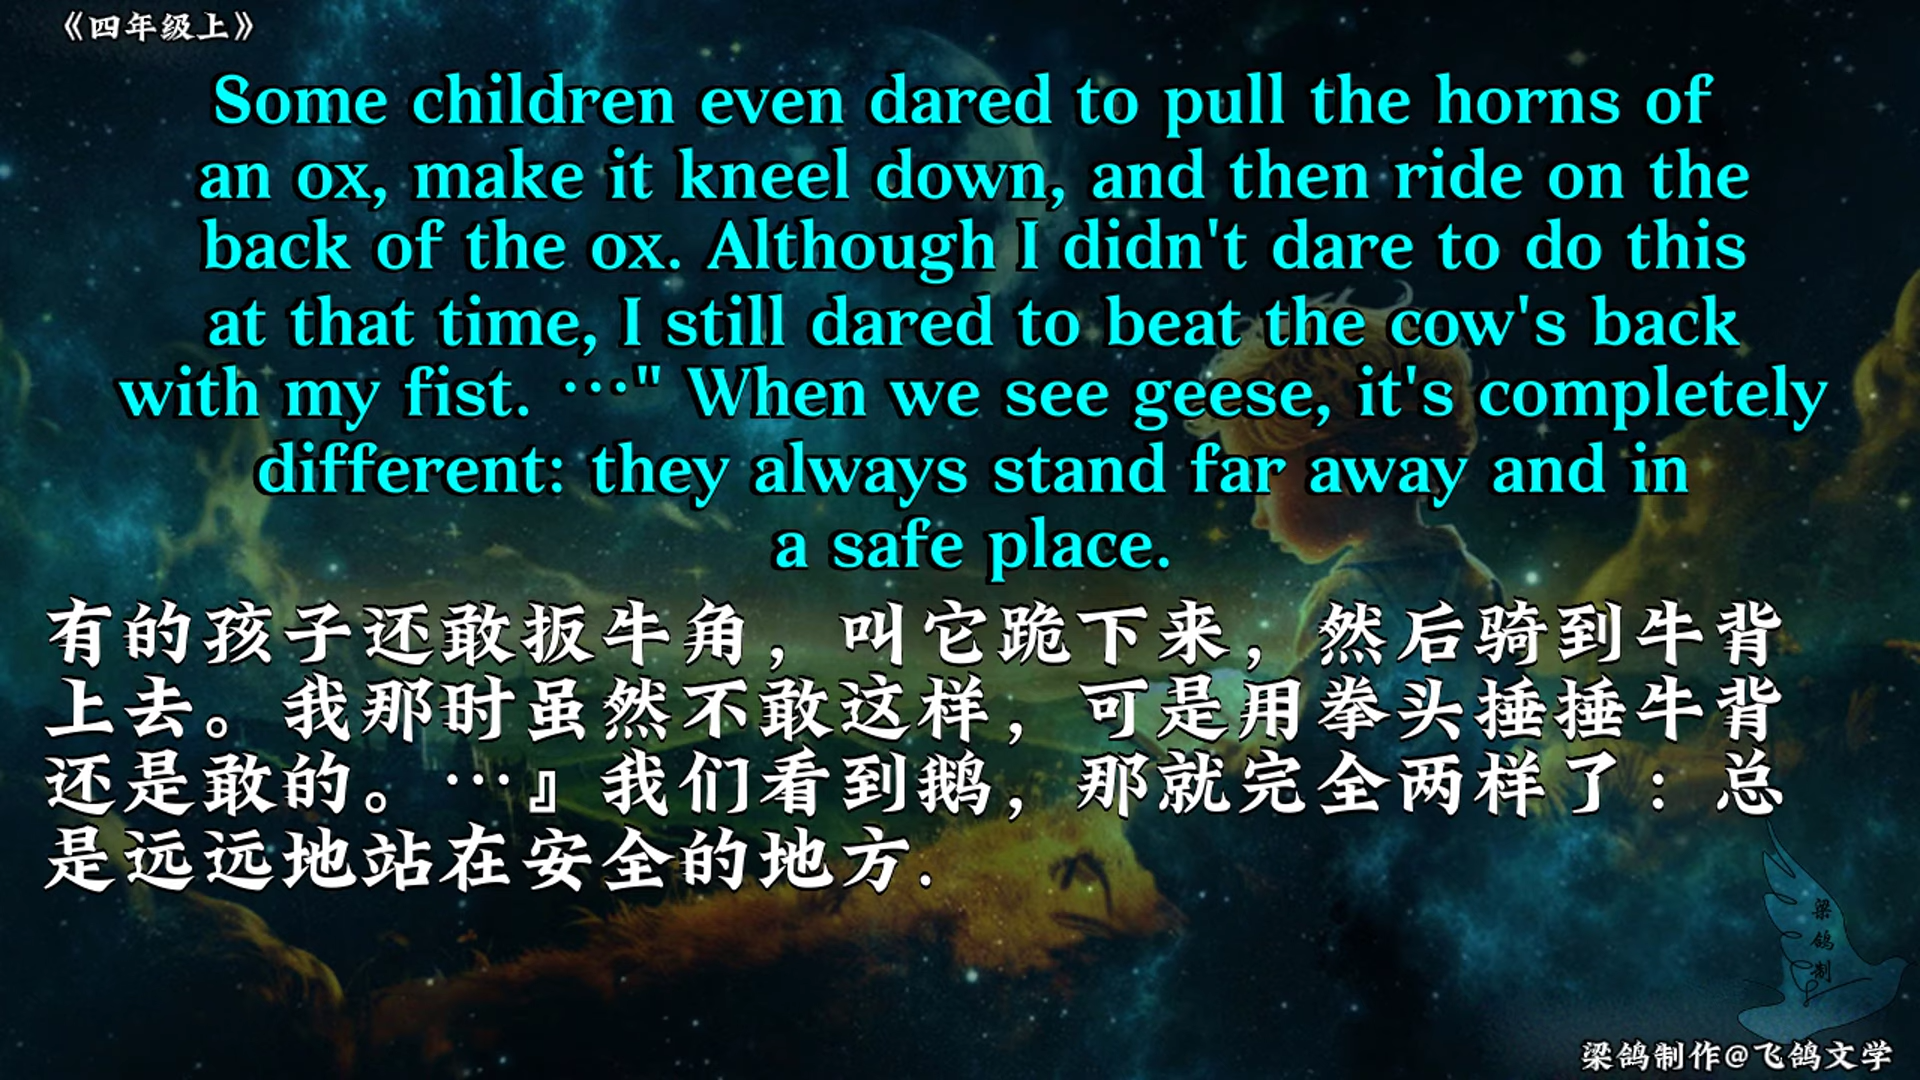 《四年级上》
Some children even dared to pull the horns of
an ox, make it kneel down, and then ride on the
back of the ox. Although I didn't dare to do this
at that time, I still dared to beat the cow's back
with my fist. …" When we see geese, it's completely
different: they always stand far away and in
a safe place.
有的孩子还敢扳牛角，叫它跪下来，然后骑到牛背
上去。我那时虽然不敢这样，可是用拳头捶捶牛背
还是敢的。…』我们看到鹅，那就完全两样了：总
是远远地站在安全的地方.
梁
鸽
制
梁鸽制作@飞鸽文学